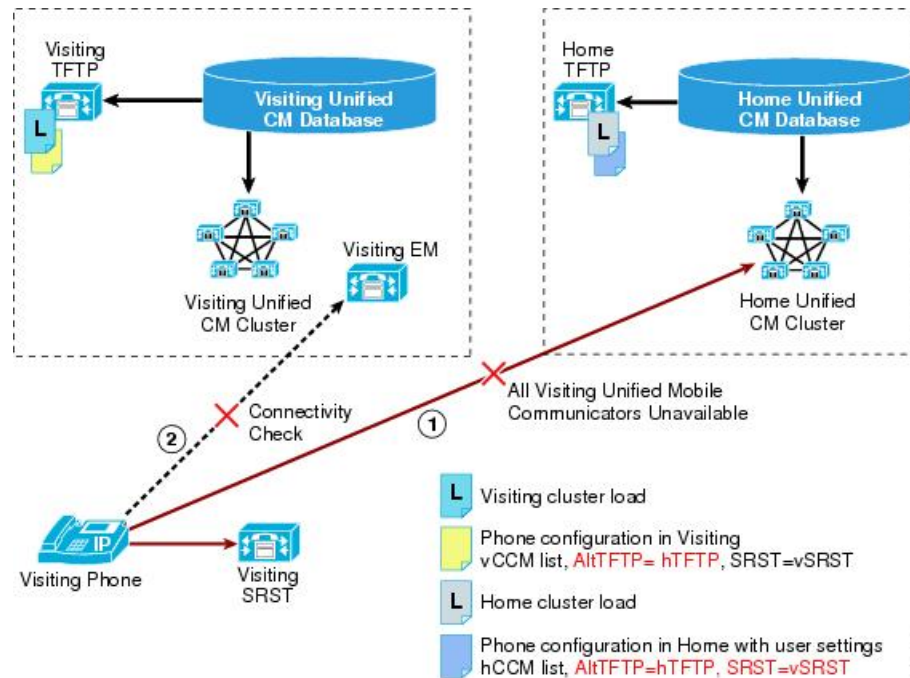 Visiting
TFTP
L
Visiting Unified
CM Database
Visiting EM
Visiting Unified
CM Cluster
Home
TFTP
L
Home Unified
CM Database
Home Unified
CM Cluster
All Visiting Unified Mobile
Communicators Unavailable
1
Connectivity
Check
2
IP
Visiting Phone
Visiting
SRST
L
Visiting cluster load
Phone configuration in Visiting
vCCM list, AltTFTP= hTFTP, SRST=vSRST
L
Home cluster load
Phone configuration in Home with user settings
hCCM list, AltTFTP=hTFTP, SRST=vSRST